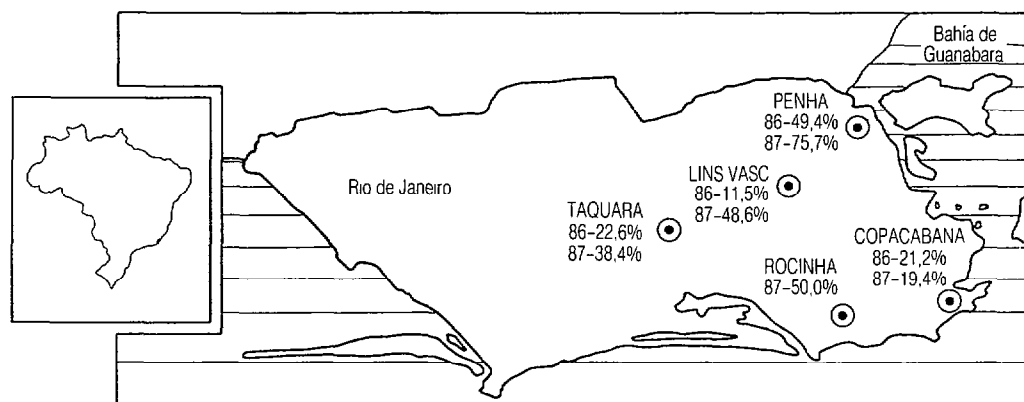 Bahía de
Guanabara
PENHA
86–49,4%
87–75,7%
LINS VASC
86–11,5%
87–48,6%
Rio de Janeiro
TAQUARA
86–22,6%
87–38,4%
COPACABANA
86–21,2%
87–19,4%
ROCINHA
87–50,0%